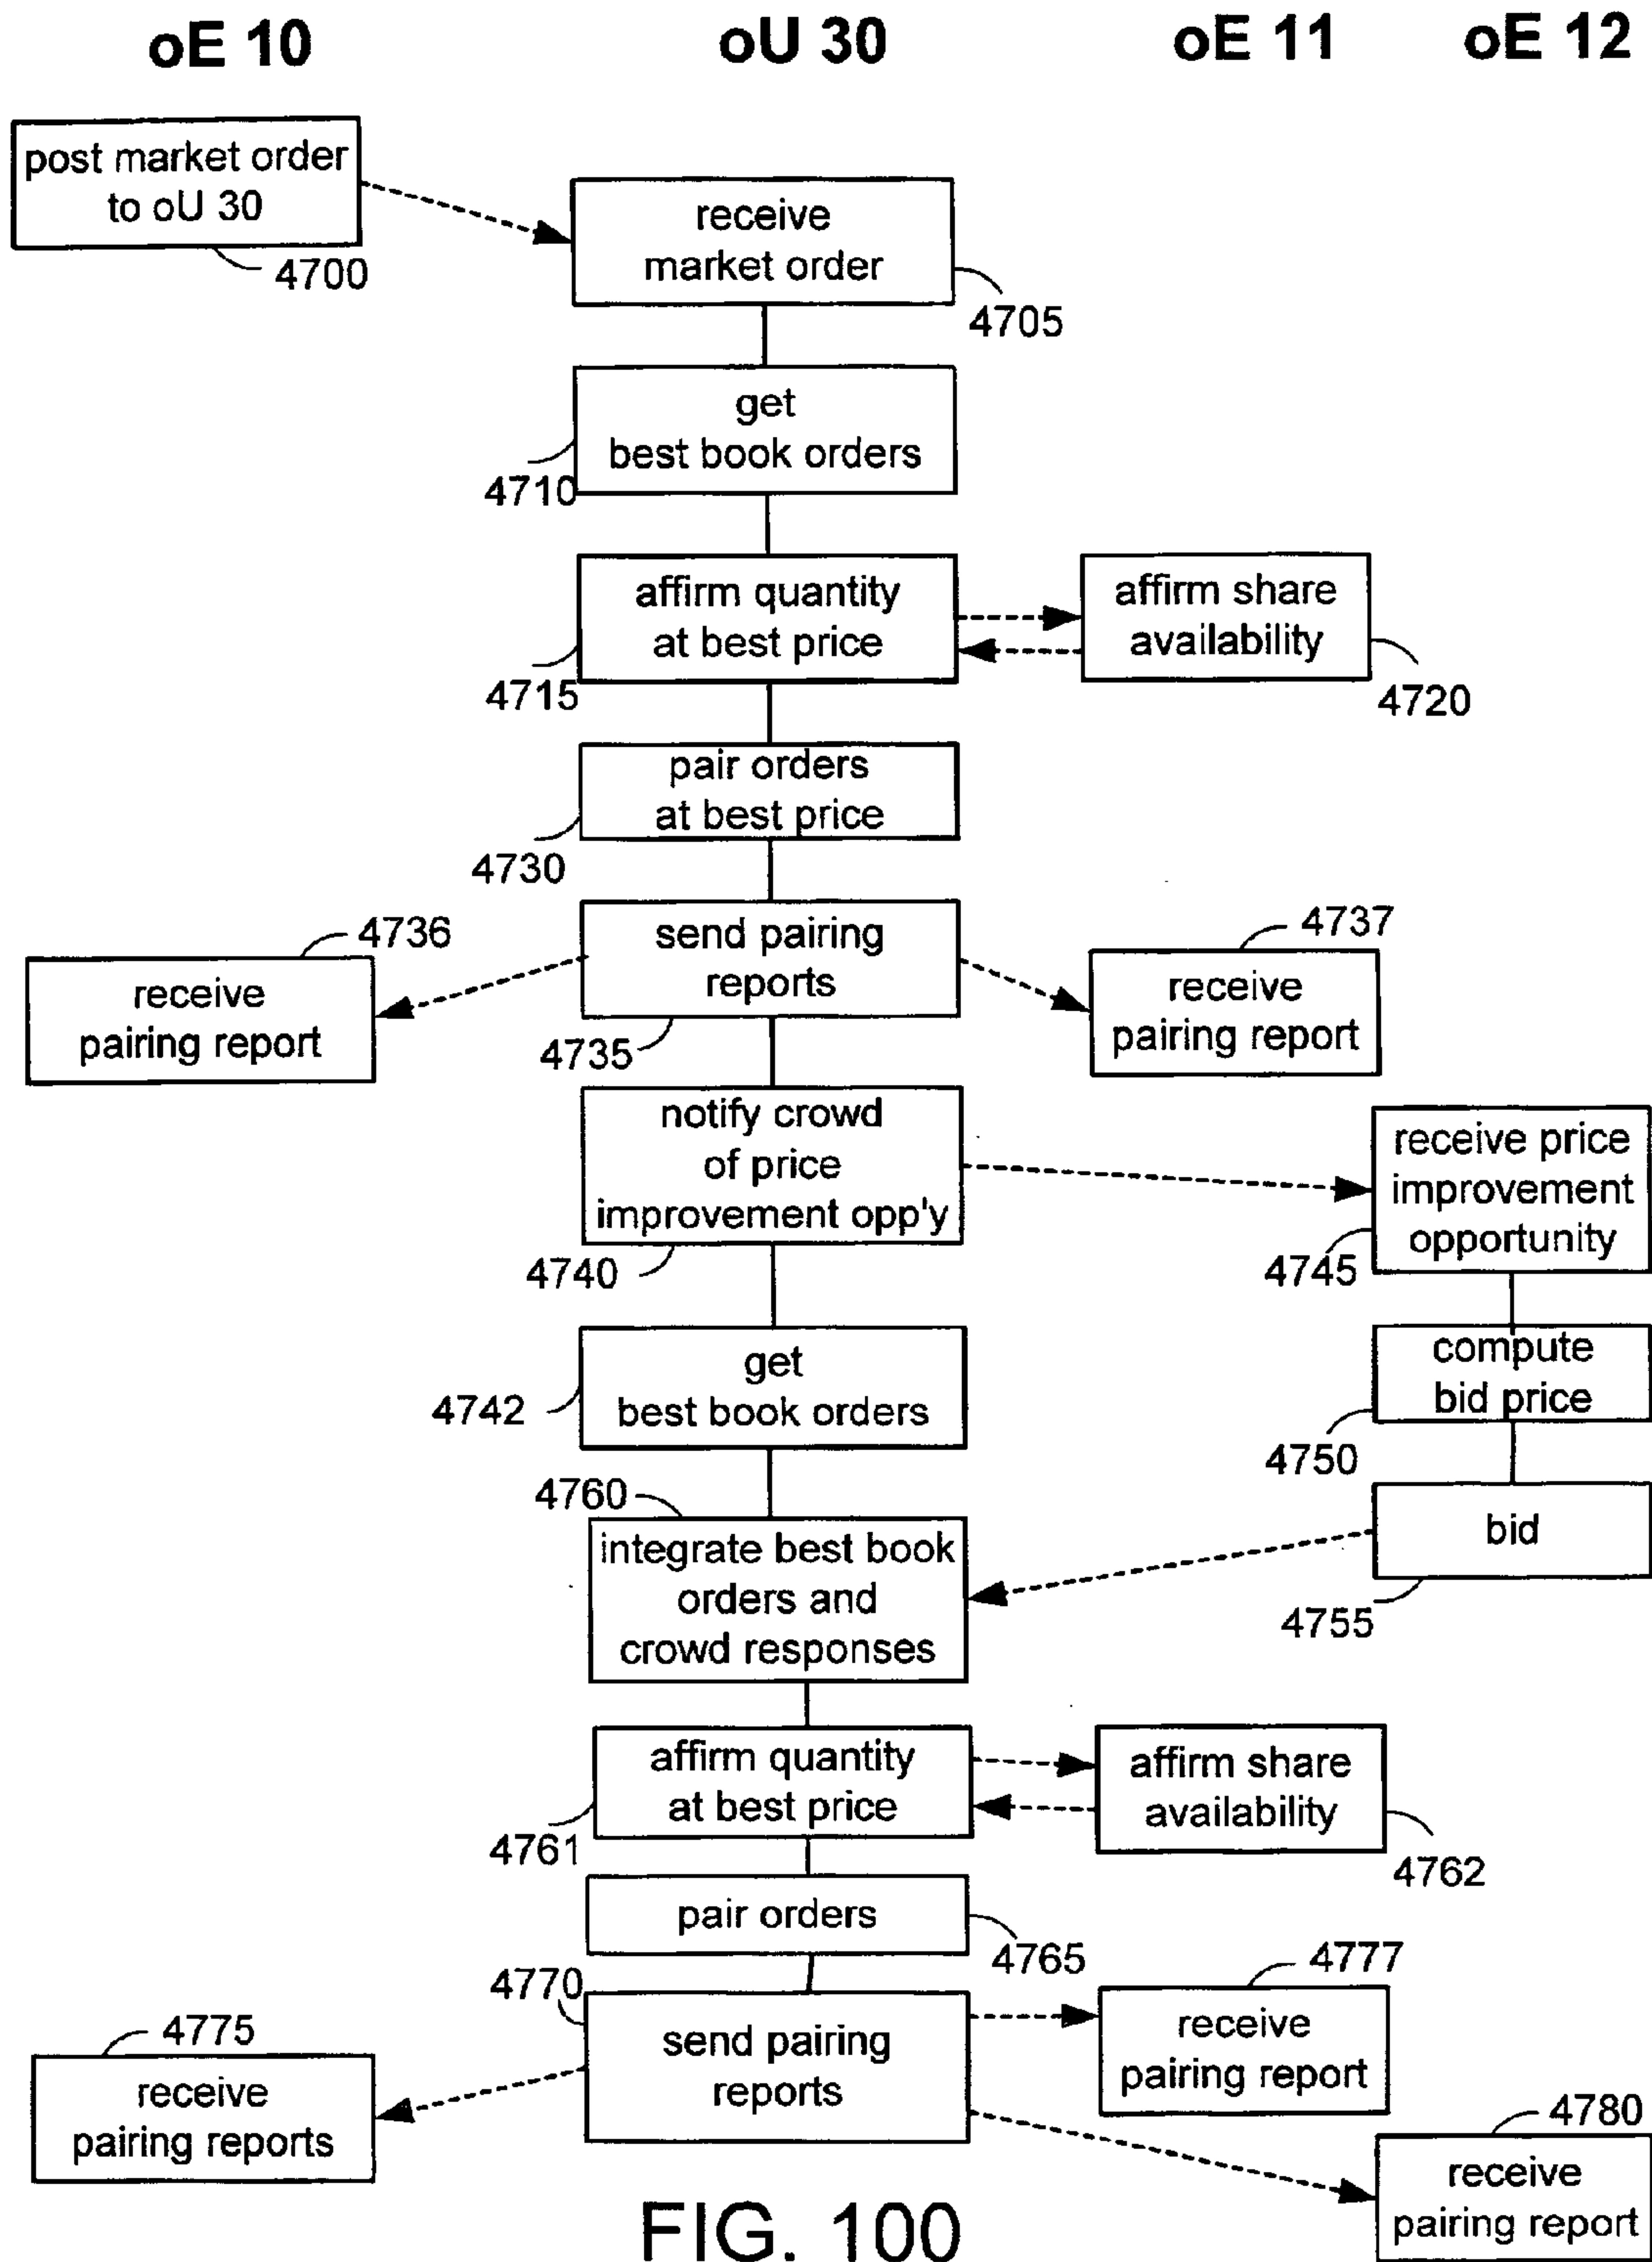 oE 10
oU 30
oE 11
oE 12
post market order
to oU 30
4700
receive
market order
4705
get
best book orders
4710
affirm quantity
at best price
4715
affirm share
availability
4720
pair orders
at best price
4730
send pairing
reports
4735
4736
receive
pairing report
4737
receive
pairing report
notify crowd
of price
improvement opp'y
4740
receive price
improvement
opportunity
4745
get
best book orders
4742
compute
bid price
4750
bid
4755
4760
integrate best book
orders and
crowd responses
affirm quantity
at best price
4761
affirm share
availability
4762
pair orders
4765
4770
send pairing
reports
4777
receive
pairing report
4775
receive
pairing reports
4780
receive
pairing report
FIG. 100